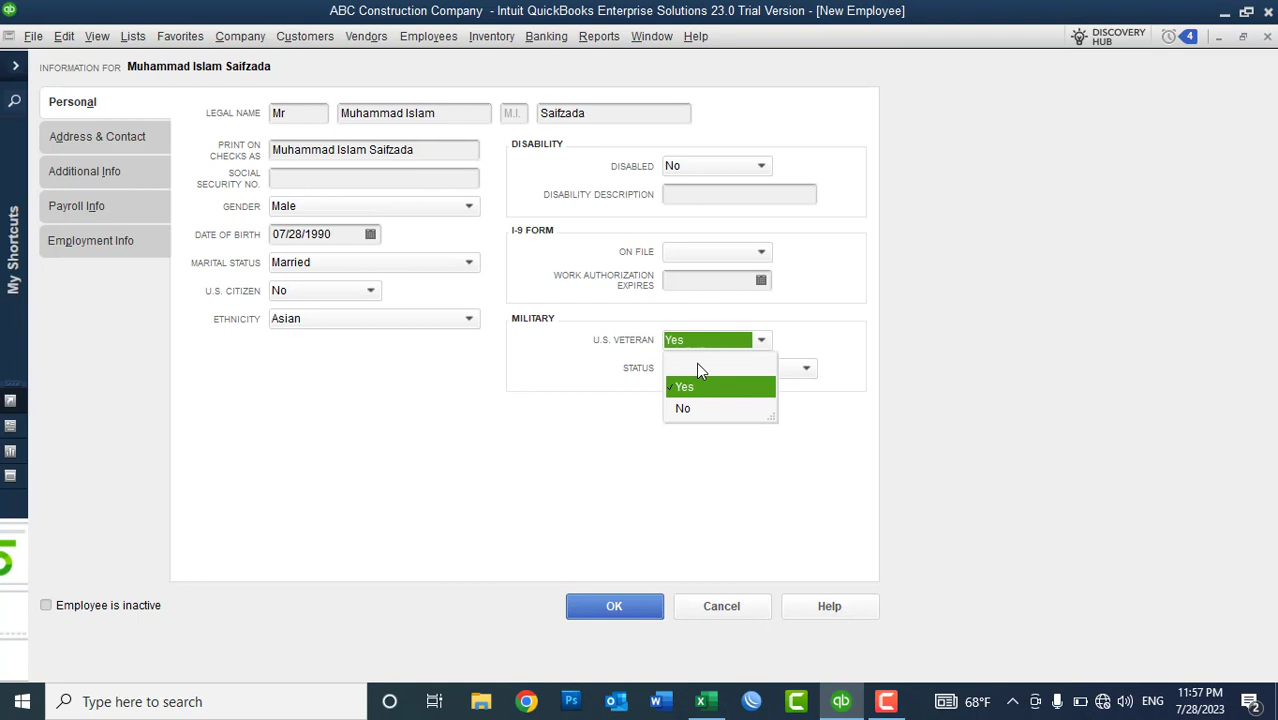 ABC Construction Company - Intuit QuickBooks Enterprise Solutions 23.0 Trial Version - [New Employee]
File Edit View Lists Favorites Company Customers Vendors Employees Inventory Banking Reports Window Help
DISCOVERY HUB 4
INFORMATION FOR Muhammad Islam Saifzada
Personal
Address & Contact
Additional Info
Payroll Info
Employment Info
My Shortcuts
LEGAL NAME Mr Muhammad Islam M.I. Saifzada
PRINT ON CHECKS AS Muhammad Islam Saifzada
SOCIAL SECURITY NO.
GENDER Male
DATE OF BIRTH 07/28/1990
MARITAL STATUS Married
U.S. CITIZEN No
ETHNICITY Asian
DISABILITY
DISABLED No
DISABILITY DESCRIPTION
I-9 FORM
ON FILE
WORK AUTHORIZATION EXPIRES
MILITARY
U.S. VETERAN Yes
STATUS
Yes
No
Employee is inactive
OK Cancel Help
Type here to search
68°F
ENG
11:57 PM
7/28/2023
2